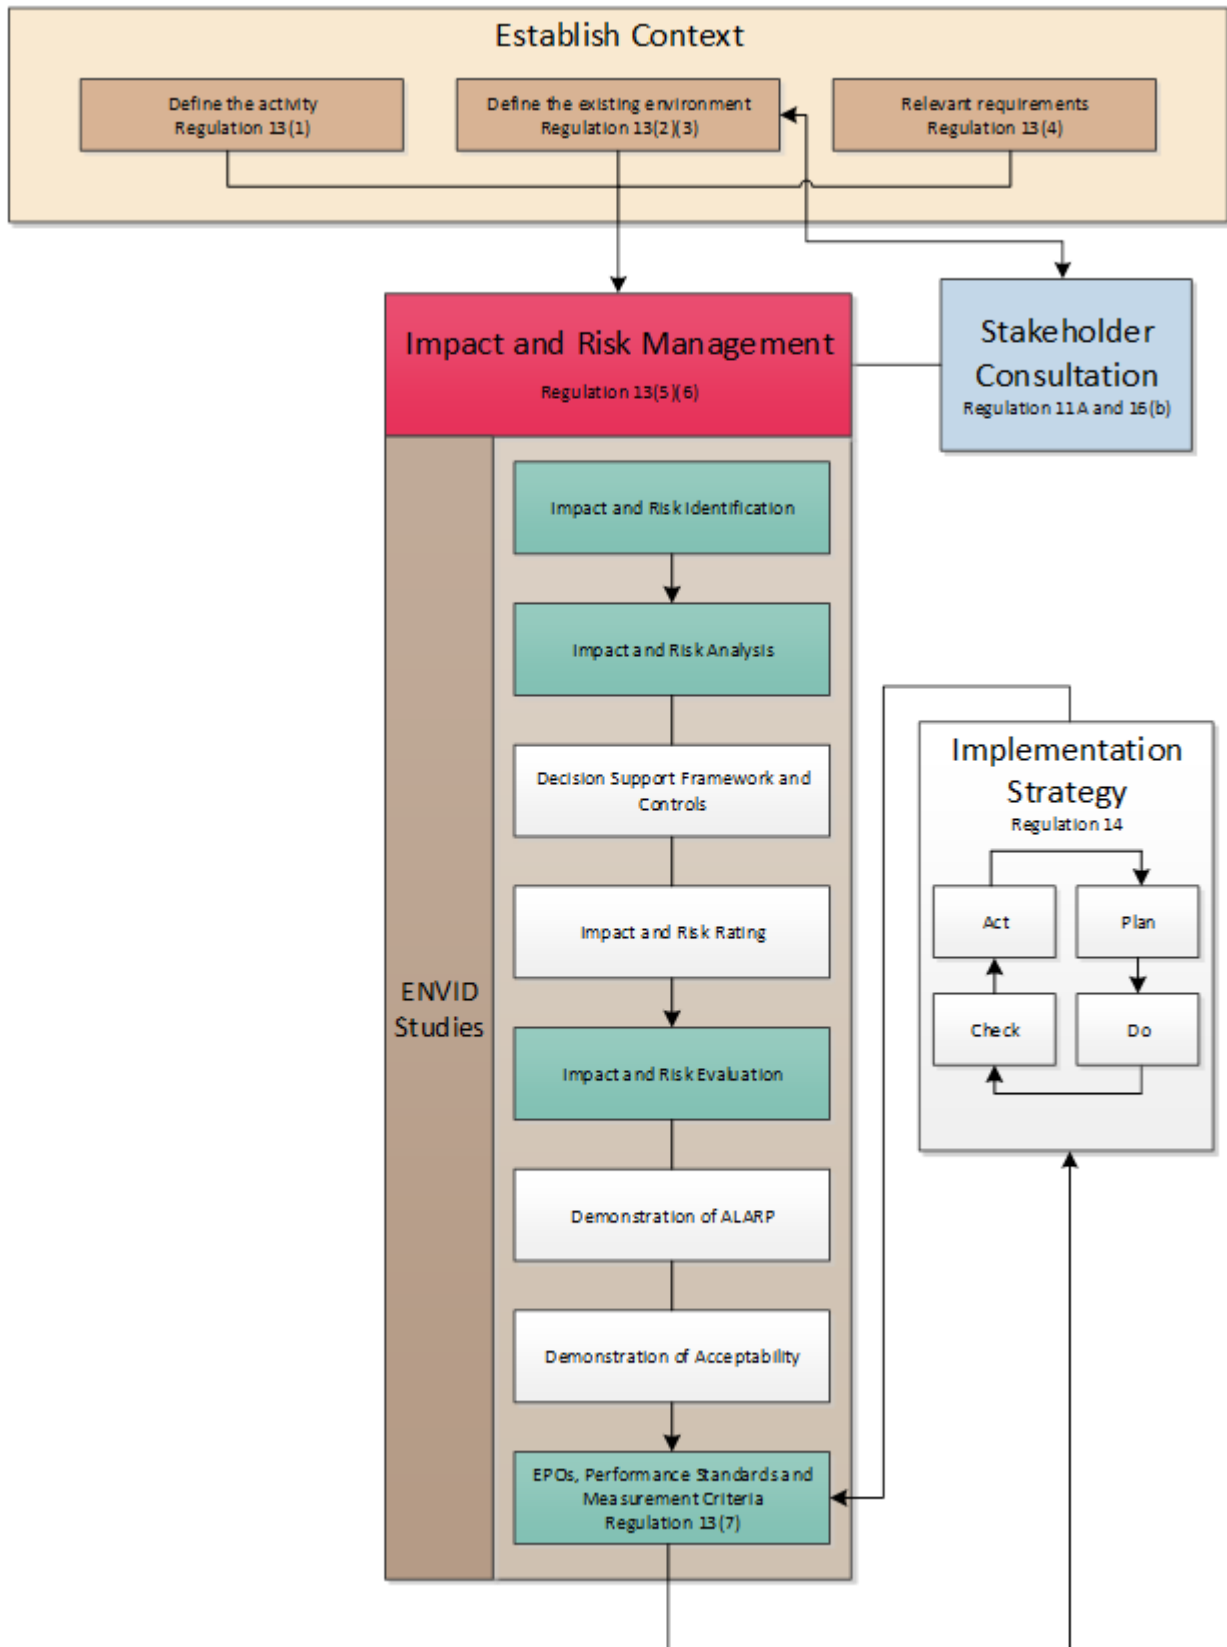 Establish Context
Define the activity
Regulation 13(1)
Define the existing environment
Regulation 13(2)(3)
Relevant requirements
Regulation 13(4)
Impact and Risk Management
Regulation 13(5)(6)
Stakeholder
Consultation
Regulation 11A and 16(b)
Impact and Risk Identification
Impact and Risk Analysis
Decision Support Framework and
Controls
Impact and Risk Rating
ENVID
Studies
Impact and Risk Evaluation
Demonstration of ALARP
Demonstration of Acceptability
EPOs, Performance Standards and
Measurement Criteria
Regulation 13(7)
Implementation
Strategy
Regulation 14
Act
Plan
Check
Do